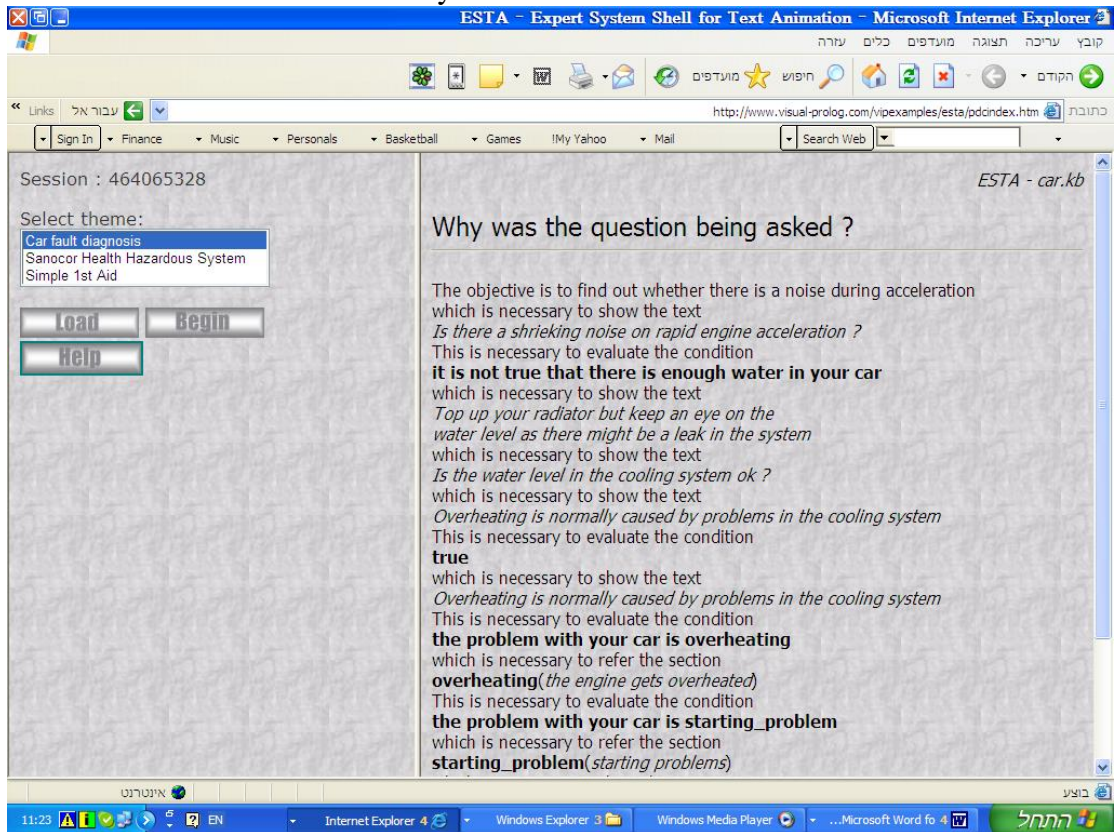 ESTA - Expert System Shell for Text Animation - Microsoft Internet Explorer
קובץ עריכה תצוגה מועדפים כלים עזרה
הקודם חיפוש מועדפים
כתובת http://www.visual-prolog.com/vipexamples/esta/pdcindex.htm עבור אל Links
Sign In Finance Music Personals Basketball Games !My Yahoo Mail Search Web
Session : 464065328
Select theme:
Car fault diagnosis
Sanocor Health Hazardous System
Simple 1st Aid
Load Begin
Help
ESTA - car.kb
Why was the question being asked ?
The objective is to find out whether there is a noise during acceleration
which is necessary to show the text
Is there a shrieking noise on rapid engine acceleration ?
This is necessary to evaluate the condition
it is not true that there is enough water in your car
which is necessary to show the text
Top up your radiator but keep an eye on the
water level as there might be a leak in the system
which is necessary to show the text
Is the water level in the cooling system ok ?
which is necessary to show the text
Overheating is normally caused by problems in the cooling system
This is necessary to evaluate the condition
true
which is necessary to show the text
Overheating is normally caused by problems in the cooling system
This is necessary to evaluate the condition
the problem with your car is overheating
which is necessary to refer the section
overheating(the engine gets overheated)
This is necessary to evaluate the condition
the problem with your car is starting_problem
which is necessary to refer the section
starting_problem(starting problems)
בוצע אינטרנט
11:23 EN Internet Explorer 4 Windows Explorer 3 Windows Media Player ...Microsoft Word fo 4 התחל